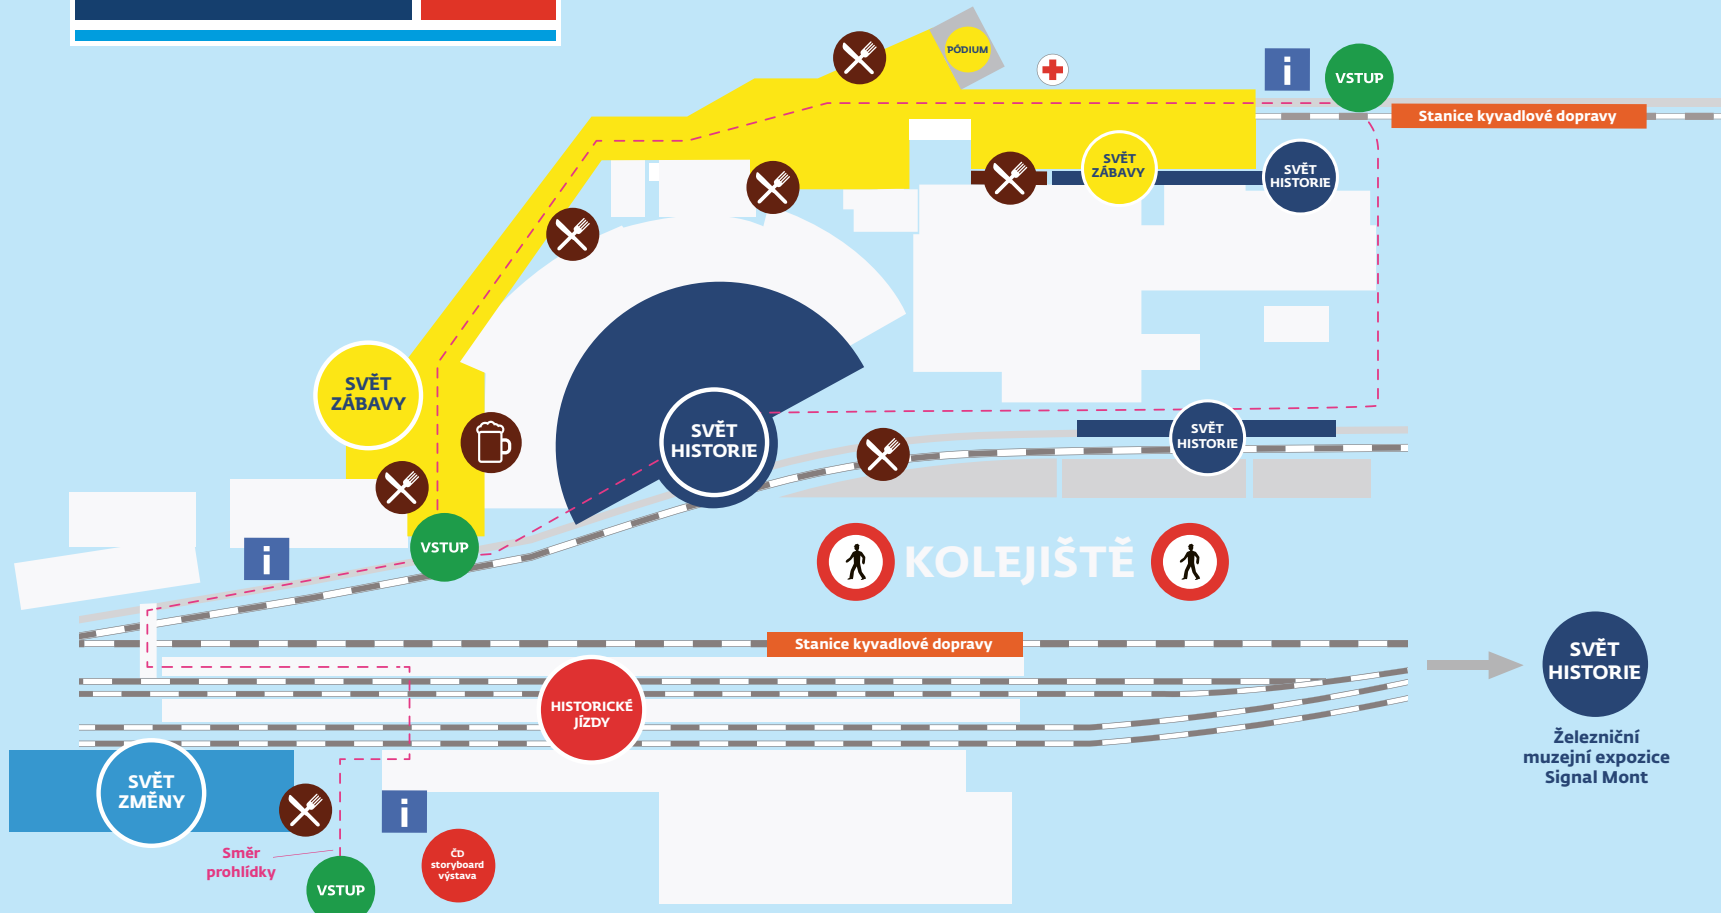 PÓDIUM
i
VSTUP
Stanice kyvadlové dopravy
SVĚT
ZÁBAVY
SVĚT
HISTORIE
SVĚT
ZÁBAVY
SVĚT
HISTORIE
SVĚT
HISTORIE
VSTUP
i
KOLEJIŠTĚ
Stanice kyvadlové dopravy
SVĚT
HISTORIE
Železniční
muzejní expozice
Signal Mont
HISTORICKÉ
JÍZDY
SVĚT
ZMĚNY
i
Směr
prohlídky
ČD
storyboard
výstava
VSTUP